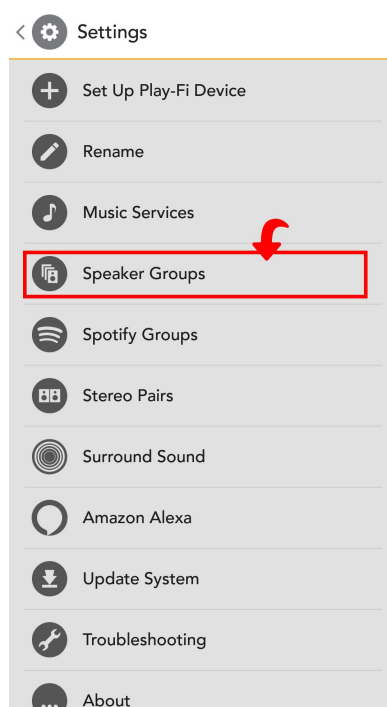 Settings
Set Up Play-Fi Device
Rename
Music Services
Speaker Groups
Spotify Groups
Stereo Pairs
Surround Sound
Amazon Alexa
Update System
Troubleshooting
About